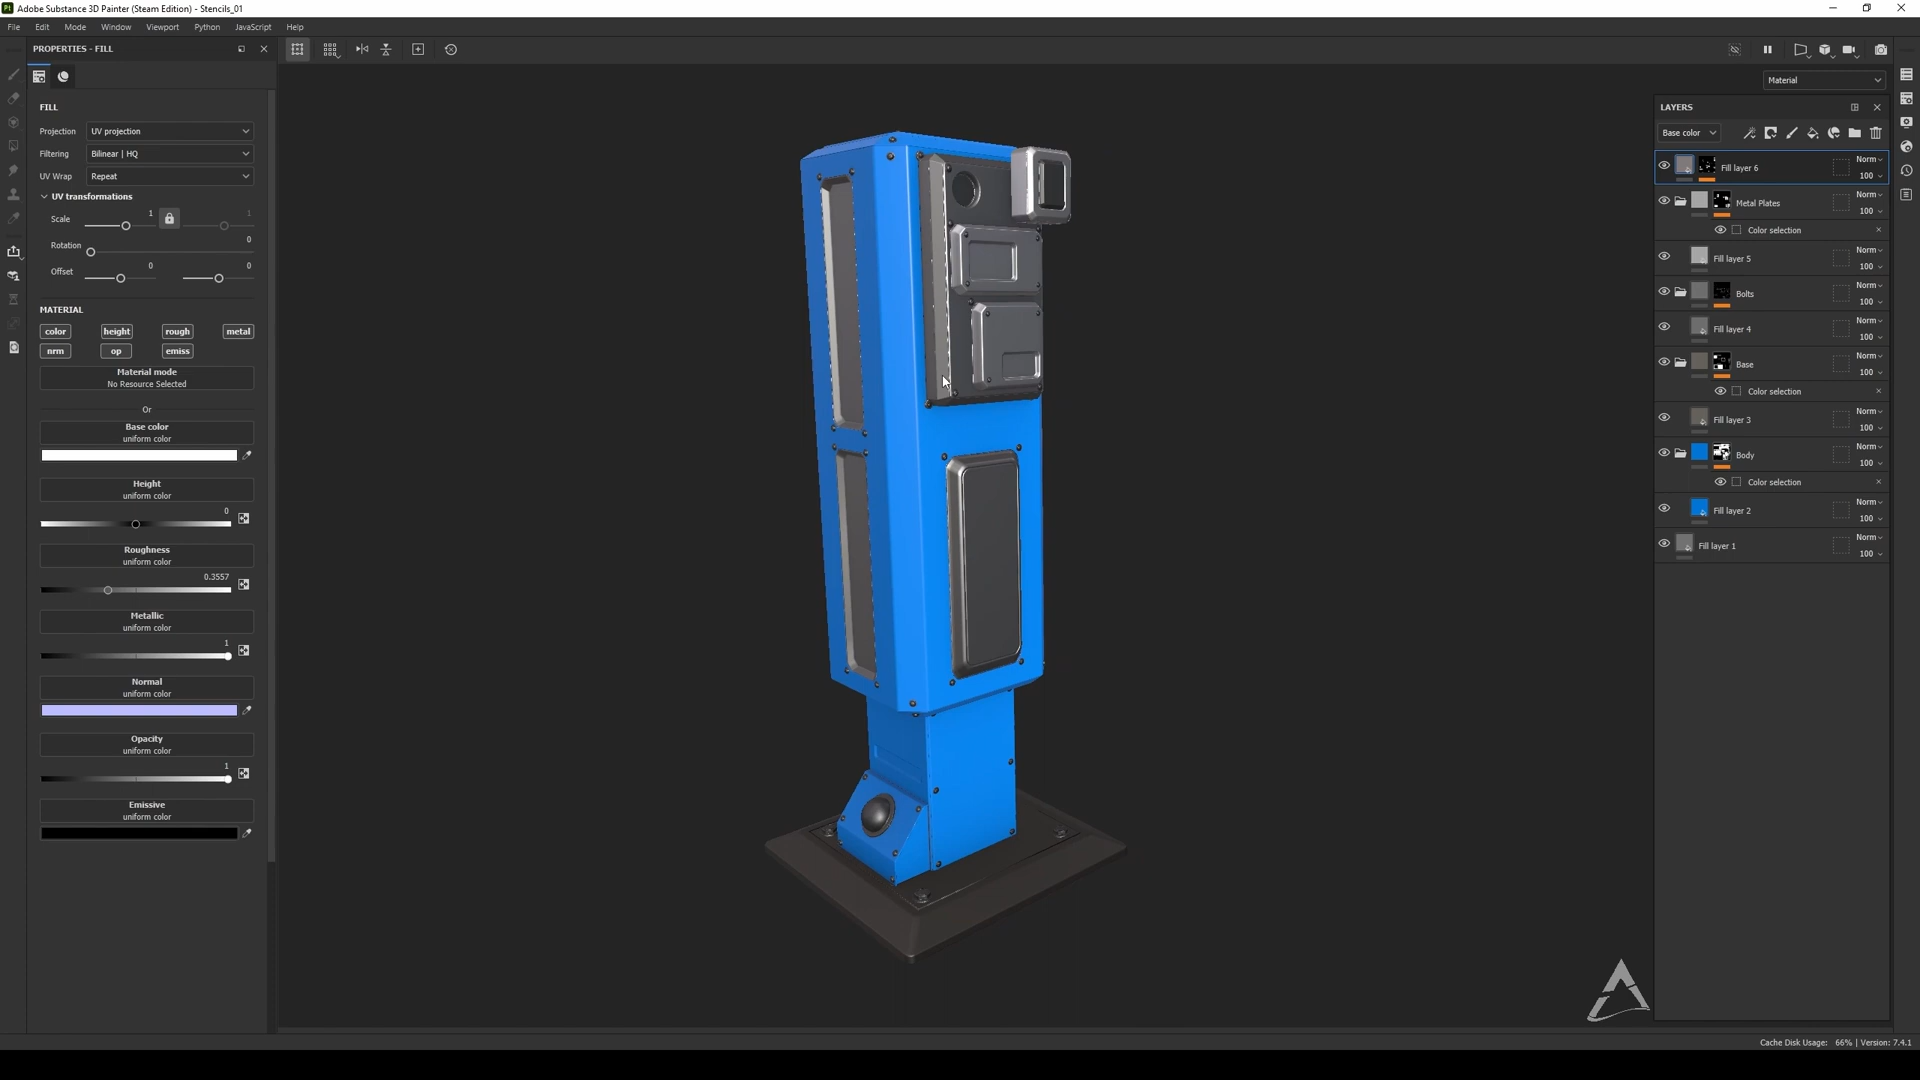 Pt Adobe Substance 3D Painter (Steam Edition) - Stencils_01
File Edit Mode Window Viewport Python JavaScript Help
PROPERTIES - FILL
FILL
Projection UV projection
Filtering Bilinear | HQ
UV Wrap Repeat
UV transformations
Scale 1 1
Rotation 0
Offset 0 0
MATERIAL
color height rough metal
nrm op emiss
Material mode
No Resource Selected
Or
Base color
uniform color
Height
uniform color
0
Roughness
uniform color
0.3557
Metallic
uniform color
1
Normal
uniform color
Opacity
uniform color
1
Emissive
uniform color
Material
LAYERS
Base color
Fill layer 6 Norm
100
Metal Plates Norm
100
Color selection
Fill layer 5 Norm
100
Bolts Norm
100
Fill layer 4 Norm
100
Base Norm
100
Color selection
Fill layer 3 Norm
100
Body Norm
100
Color selection
Fill layer 2 Norm
100
Fill layer 1 Norm
100
Cache Disk Usage: 66% | Version: 7.4.1